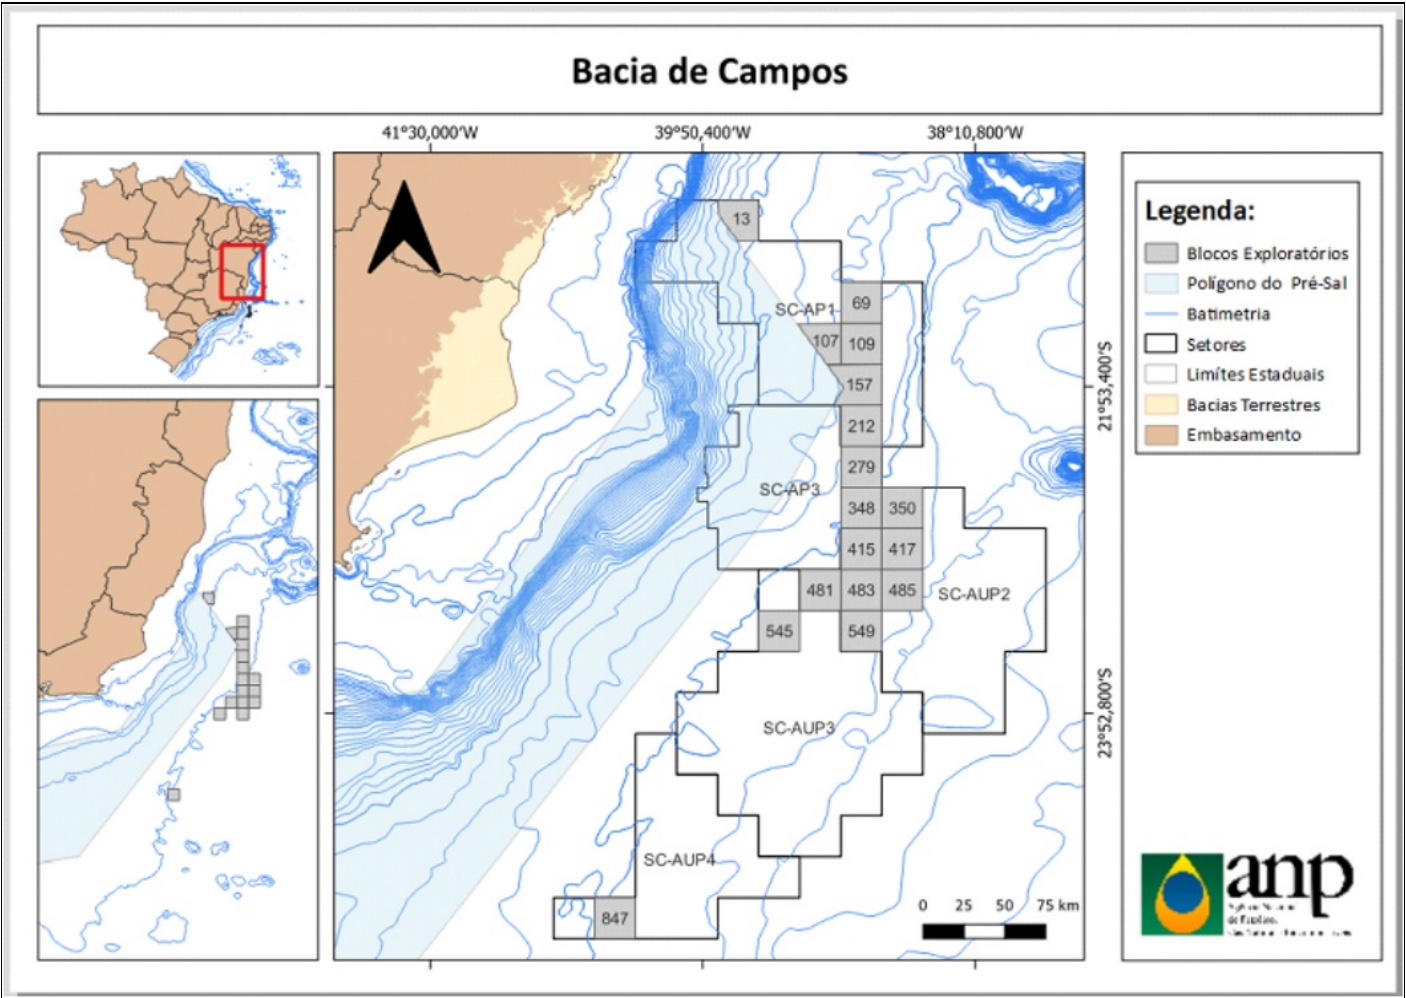 Bacia de Campos
41°30,000'W
39°50,400'W
38°10,800'W
13
SC-AP1
69
107
109
157
212
279
SC-AP3
348
350
415
417
481
483
485
SC-AUP2
545
549
SC-AUP3
SC-AUP4
847
0 25 50 75 km
21°53,400'S
23°52,800'S
Legenda:
Blocos Exploratórios
Polígono do Pré-Sal
Batimetria
Setores
Limítes Estaduais
Bacias Terrestres
Embasamento
anp